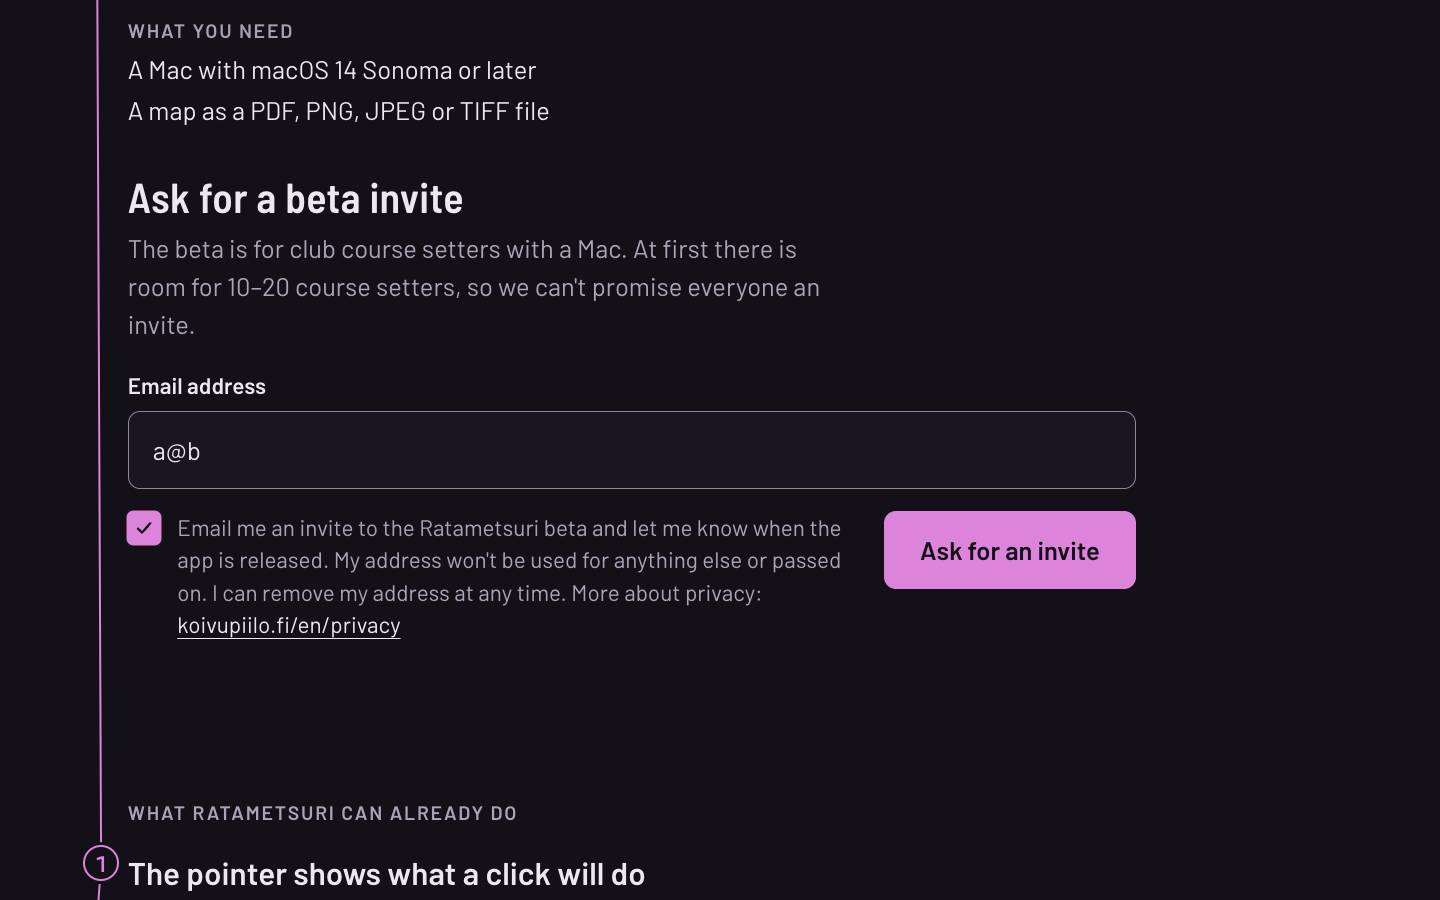 WHAT YOU NEED
A Mac with macOS 14 Sonoma or later
A map as a PDF, PNG, JPEG or TIFF file
Ask for a beta invite
The beta is for club course setters with a Mac. At first there is
room for 10–20 course setters, so we can't promise everyone an
invite.
Email address
a@b
Email me an invite to the Ratametsuri beta and let me know when the
app is released. My address won't be used for anything else or passed
on. I can remove my address at any time. More about privacy:
koivupiilo.fi/en/privacy
Ask for an invite
WHAT RATAMETSURI CAN ALREADY DO
1 The pointer shows what a click will do